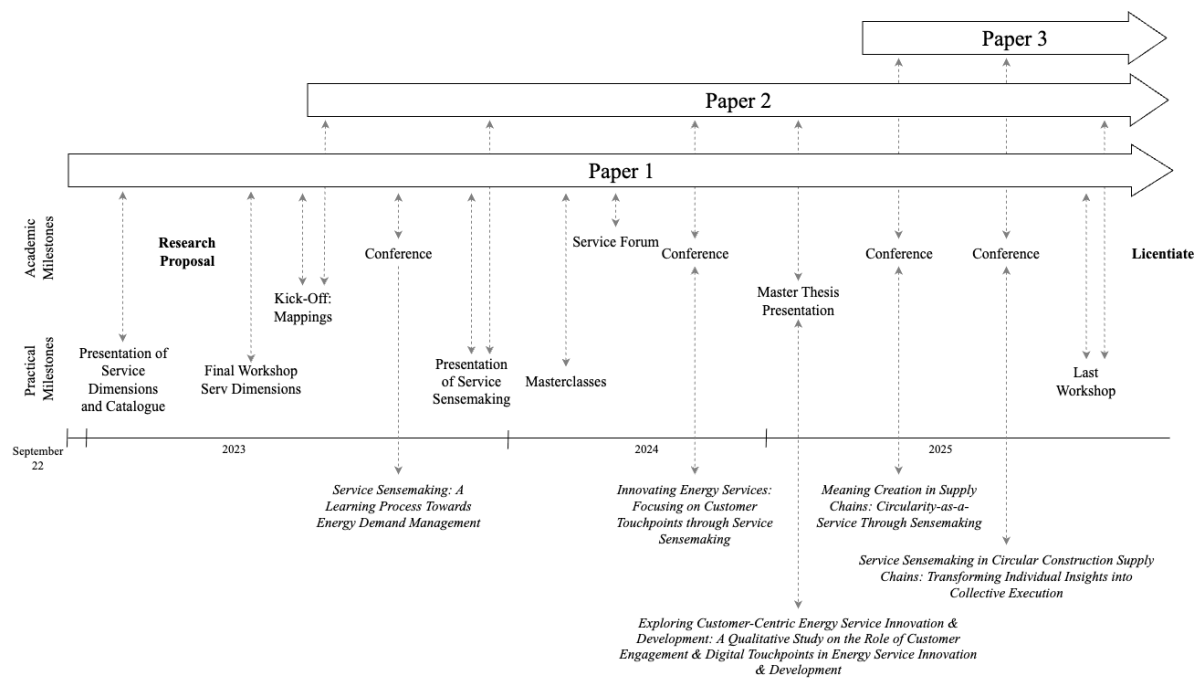 Paper 3
Paper 2
Paper 1
Academic
Milestones
Research
Proposal
Kick-Off:
Mappings
Conference
Service Forum
Conference
Master Thesis
Presentation
Conference
Conference
Licentiate
Practical
Milestones
Presentation of
Service
Dimensions
and Catalogue
Final Workshop
Serv Dimensions
Presentation
of Service
Sensemaking
Masterclasses
Last
Workshop
September
22
2023
2024
2025
Service Sensemaking: A
Learning Process Towards
Energy Demand Management
Innovating Energy Services:
Focusing on Customer
Touchpoints through Service
Sensemaking
Meaning Creation in Supply
Chains: Circularity-as-a-
Service Through Sensemaking
Service Sensemaking in Circular Construction Supply
Chains: Transforming Individual Insights into
Collective Execution
Exploring Customer-Centric Energy Service Innovation &
Development: A Qualitative Study on the Role of Customer
Engagement & Digital Touchpoints in Energy Service Innovation
& Development